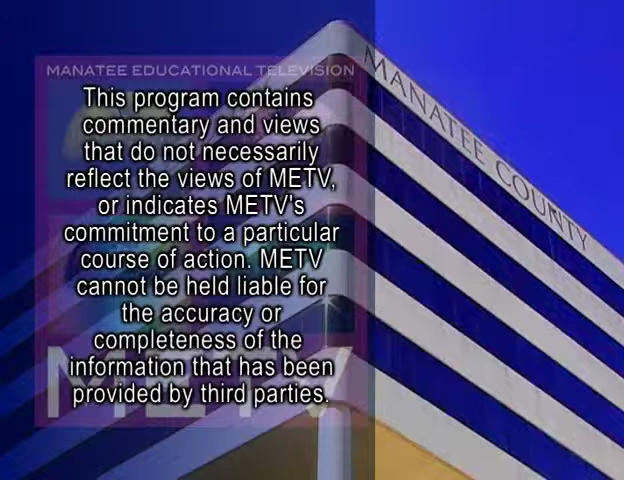 MANATEE EDUCATIONAL TELEVISION
This program contains
commentary and views
that do not necessarily
reflect the views of METV,
or indicates METV's
commitment to a particular
course of action. METV
cannot be held liable for
the accuracy or
completeness of the
information that has been
provided by third parties.
METV
MANATEE COUNTY